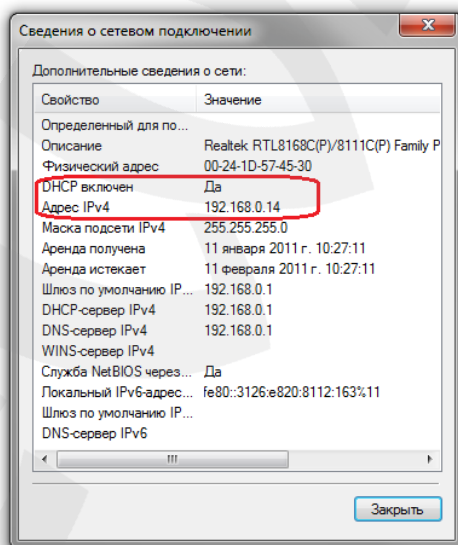 Сведения о сетевом подключении
Дополнительные сведения о сети:
Свойство Значение
Определенный для по...
Описание Realtek RTL8168C(P)/8111C(P) Family P
Физический адрес 00-24-1D-57-45-30
DHCP включен Да
Адрес IPv4 192.168.0.14
Маска подсети IPv4 255.255.255.0
Аренда получена 11 января 2011 г. 10:27:11
Аренда истекает 11 февраля 2011 г. 10:27:11
Шлюз по умолчанию IP... 192.168.0.1
DHCP-сервер IPv4 192.168.0.1
DNS-сервер IPv4 192.168.0.1
WINS-сервер IPv4
Служба NetBIOS через... Да
Локальный IPv6-адрес... fe80::3126:e820:8112:163%11
Шлюз по умолчанию IP...
DNS-сервер IPv6
Закрыть